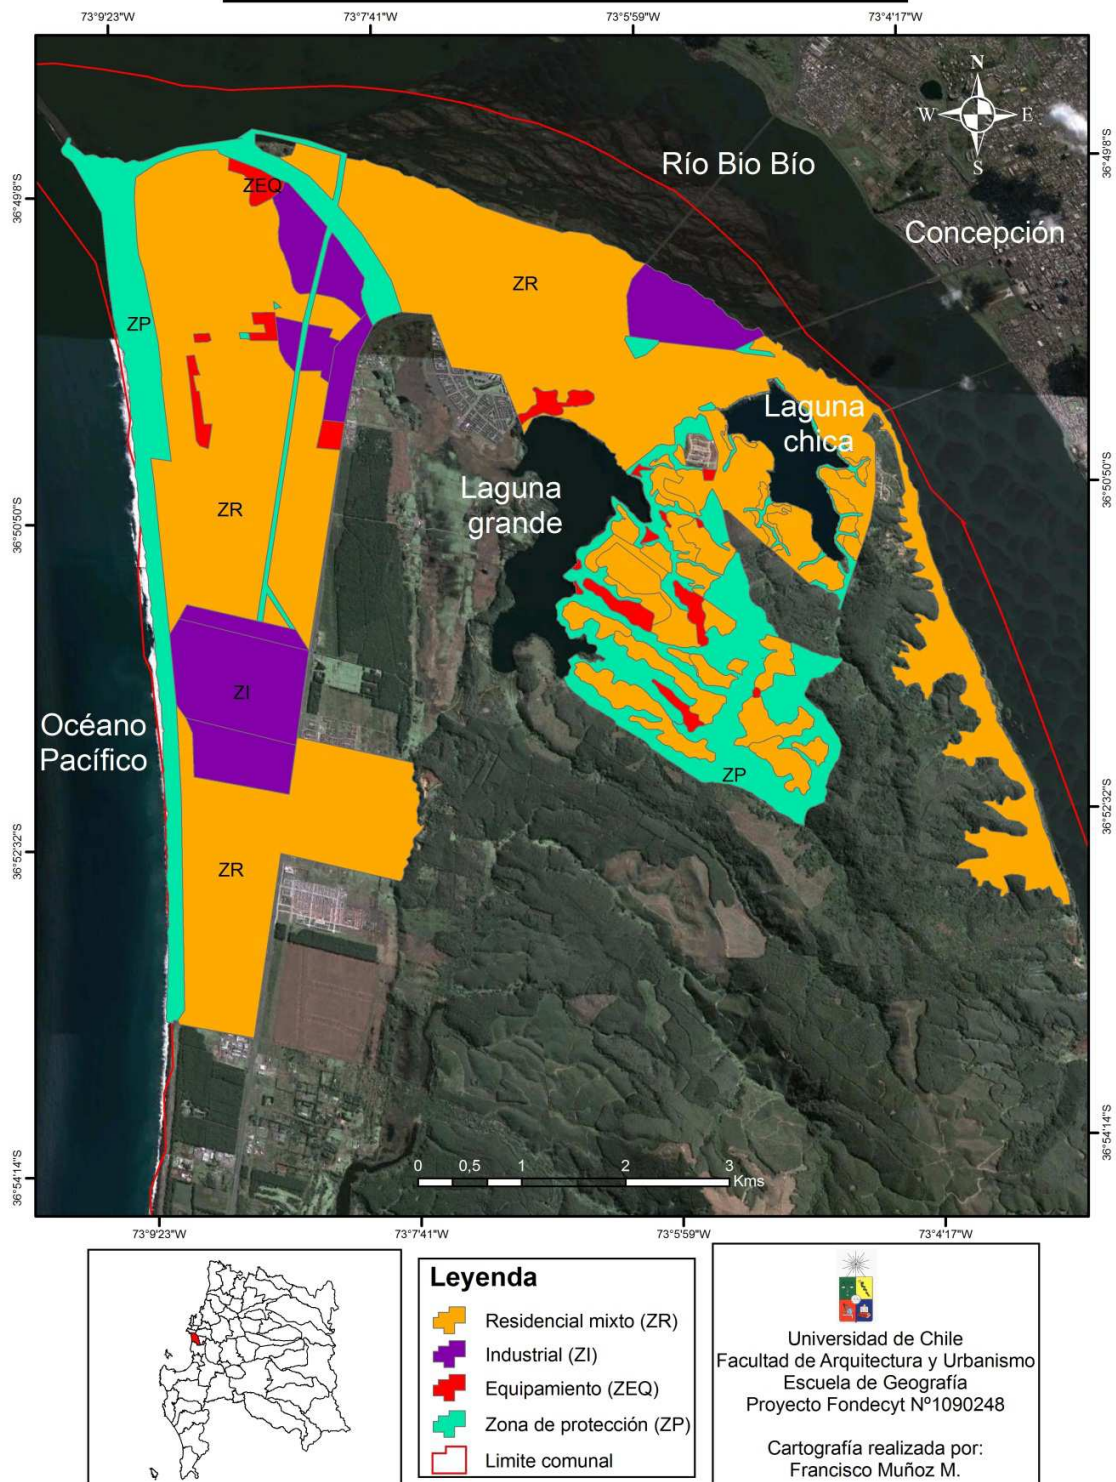 73°9'23"W
73°7'41"W
73°5'59"W
73°4'17"W
N
W
E
S
36°49'8"S
36°49'8"S
Río Bio Bío
ZEQ
Concepción
ZR
ZP
Laguna
chica
36°50'50"S
36°50'50"S
Laguna
grande
ZR
ZI
Océano
Pacífico
ZP
36°52'32"S
36°52'32"S
ZR
36°54'14"S
36°54'14"S
0
0,5
1
2
3
Kms
73°9'23"W
73°7'41"W
73°5'59"W
73°4'17"W
Leyenda
Residencial mixto (ZR)
Industrial (ZI)
Equipamiento (ZEQ)
Zona de protección (ZP)
Limite comunal
Universidad de Chile
Facultad de Arquitectura y Urbanismo
Escuela de Geografía
Proyecto Fondecyt Nº1090248
Cartografía realizada por:
Francisco Muñoz M.